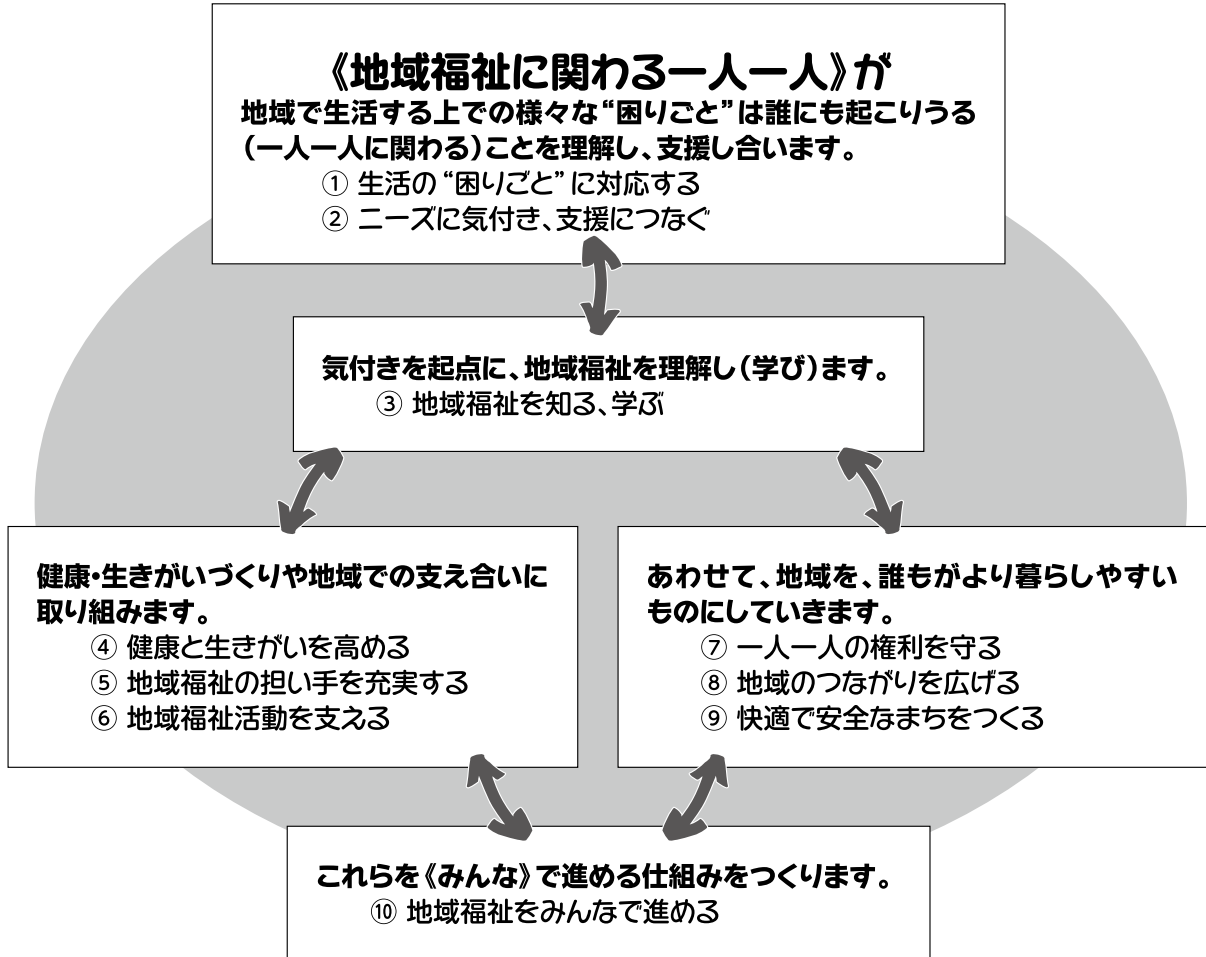 《地域福祉に関わる一人一人》が
地域で生活する上での様々な“困りごと”は誰にも起こりうる
（一人一人に関わる）ことを理解し、支援し合います。
① 生活の“困りごと”に対応する
② ニーズに気付き、支援につなぐ
気付きを起点に、地域福祉を理解し（学び）ます。
③ 地域福祉を知る、学ぶ
健康・生きがいづくりや地域での支え合いに
取り組みます。
④ 健康と生きがいを高める
⑤ 地域福祉の担い手を充実する
⑥ 地域福祉活動を支える
あわせて、地域を、誰もがより暮らしやすい
ものにしていきます。
⑦ 一人一人の権利を守る
⑧ 地域のつながりを広げる
⑨ 快適で安全なまちをつくる
これらを《みんな》で進める仕組みをつくります。
⑩ 地域福祉をみんなで進める